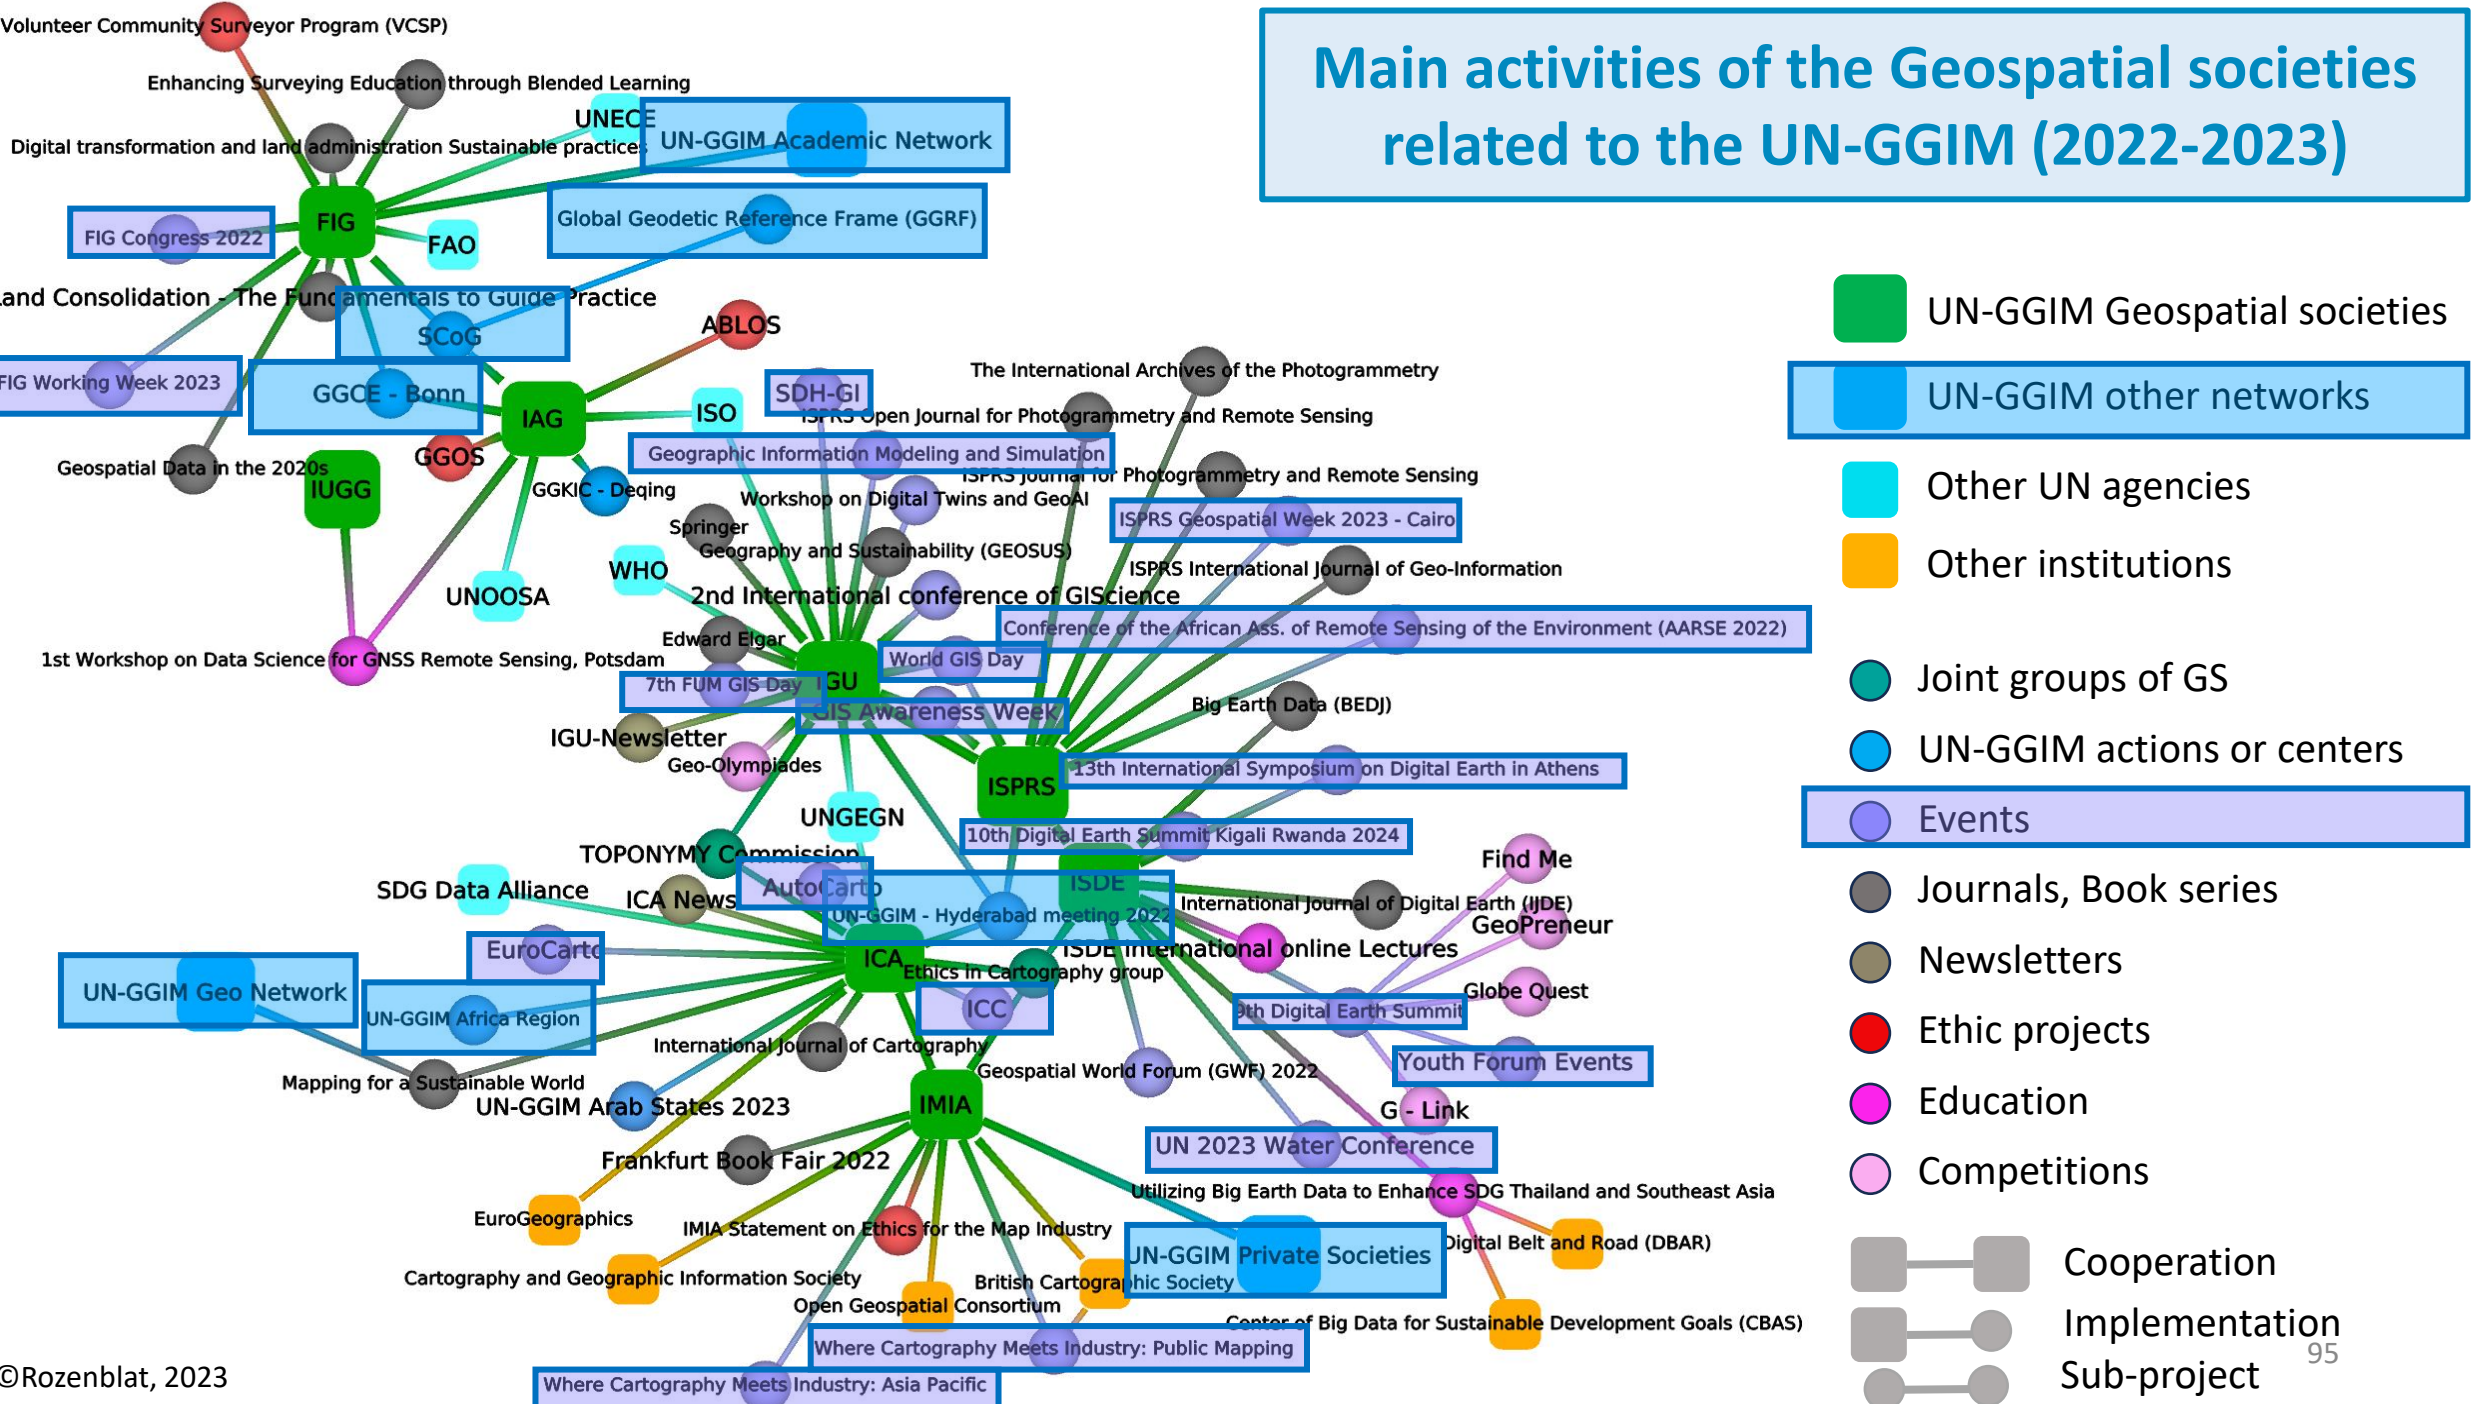 Main activities of the Geospatial societies
related to the UN-GGIM (2022-2023)
Volunteer Community Surveyor Program (VCSP)
Enhancing Surveying Education through Blended Learning
UNECE
UN-GGIM Academic Network
Digital transformation and land administration Sustainable practices
FIG
Global Geodetic Reference Frame (GGRF)
FIG Congress 2022
FAO
and Consolidation - The Fundamentals to Guide Practice
SCoG
ABLOS
FIG Working Week 2023
GGCE - Bonn
IAG
ISO
SDH-GI
The International Archives of the Photogrammetry
ISPRS Open Journal for Photogrammetry and Remote Sensing
Geographic Information Modeling and Simulation
GGOS
Geospatial Data in the 2020s
IUGG
GGKIC - Deqing
ISPRS Journal for Photogrammetry and Remote Sensing
Workshop on Digital Twins and GeoAI
Springer
ISPRS Geospatial Week 2023 - Cairo
Geography and Sustainability (GEOSUS)
WHO
ISPRS International Journal of Geo-Information
UNOOSA
2nd International conference of GIScience
Conference of the African Ass. of Remote Sensing of the Environment (AARSE 2022)
Edward Elgar
1st Workshop on Data Science for GNSS Remote Sensing, Potsdam
World GIS Day
7th FUM GIS Day
IGU
GIS Awareness Week
Big Earth Data (BEDJ)
IGU-Newsletter
Geo-Olympiades
ISPRS
13th International Symposium on Digital Earth in Athens
UNGEGN
10th Digital Earth Summit Kigali Rwanda 2024
TOPONYMY Commission
Find Me
SDG Data Alliance
ICA News
AutoCarto
ISDE
International Journal of Digital Earth (IJDE)
UN-GGIM - Hyderabad meeting 2022
GeoPreneur
EuroCarto
ISDE International online Lectures
ICA
Ethics in Cartography group
UN-GGIM Geo Network
UN-GGIM Africa Region
ICC
Globe Quest
9th Digital Earth Summit
International Journal of Cartography
Youth Forum Events
Geospatial World Forum (GWF) 2022
Mapping for a Sustainable World
UN-GGIM Arab States 2023
IMIA
G - Link
UN 2023 Water Conference
Frankfurt Book Fair 2022
Utilizing Big Earth Data to Enhance SDG Thailand and Southeast Asia
EuroGeographics
IMIA Statement on Ethics for the Map Industry
UN-GGIM Private Societies
Digital Belt and Road (DBAR)
Cartography and Geographic Information Society
British Cartographic Society
Open Geospatial Consortium
Center of Big Data for Sustainable Development Goals (CBAS)
Where Cartography Meets Industry: Public Mapping
Where Cartography Meets Industry: Asia Pacific
©Rozenblat, 2023
UN-GGIM Geospatial societies
UN-GGIM other networks
Other UN agencies
Other institutions
Joint groups of GS
UN-GGIM actions or centers
Events
Journals, Book series
Newsletters
Ethic projects
Education
Competitions
Cooperation
Implementation
Sub-project
95